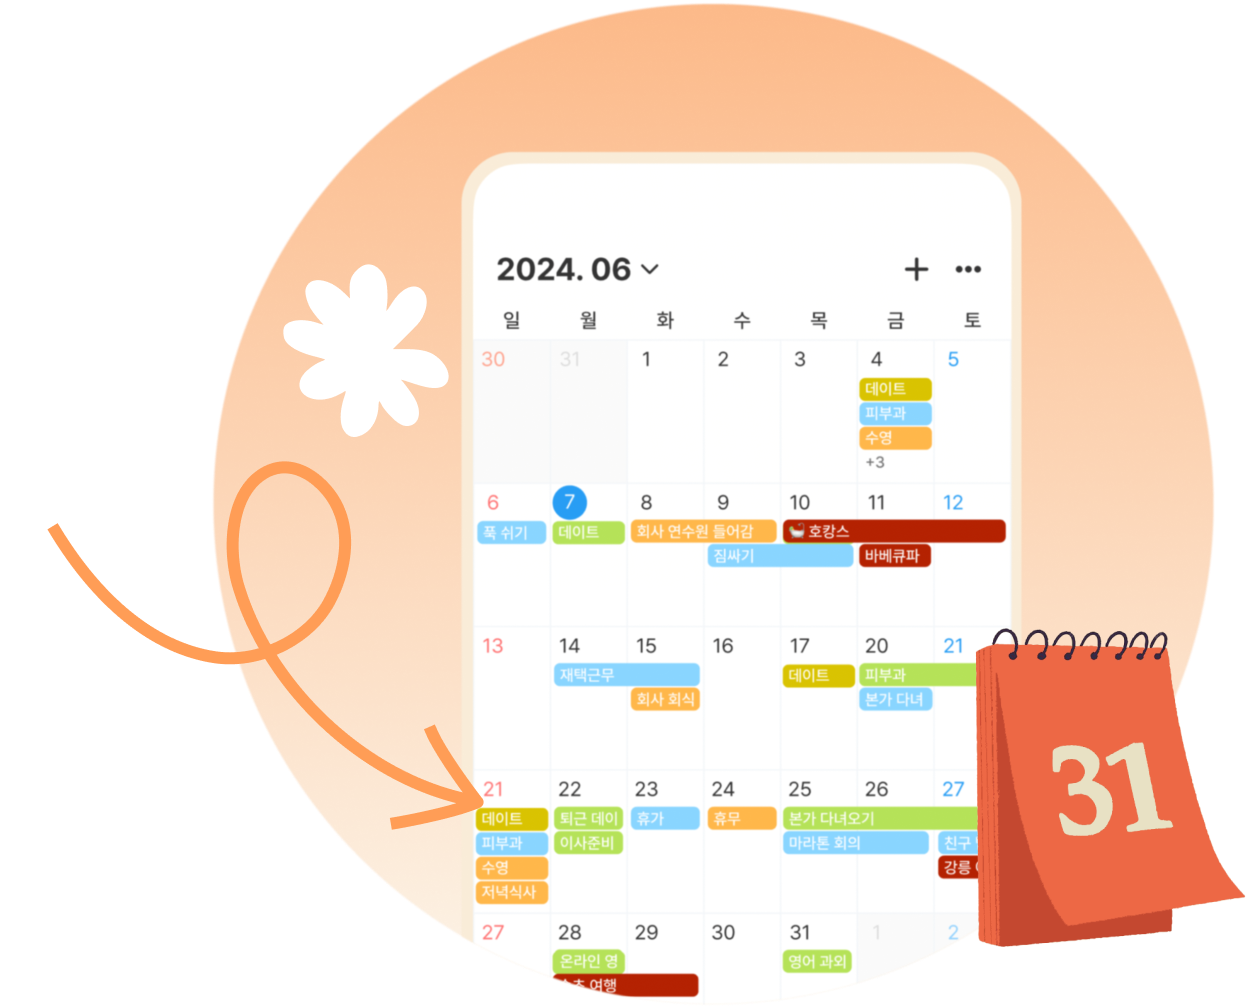 2024. 06
일 월 화 수 목 금 토
30 31 1 2 3 4 5
데이트
피부과
수영
+3
6 7 8 9 10 11 12
푹 쉬기 데이트 회사 연수원 들어감 호캉스
짐싸기 바베큐파
13 14 15 16 17 20 21
재택근무 데이트 피부과
회사 회식 본가 다녀
21 22 23 24 25 26 27
데이트 퇴근 데이 휴가 휴무 본가 다녀오기
피부과 이사준비 마라톤 회의 친구
수영 강릉
저녁식사
27 28 29 30 31 1 2
온라인 영 영어 과외
여행
31